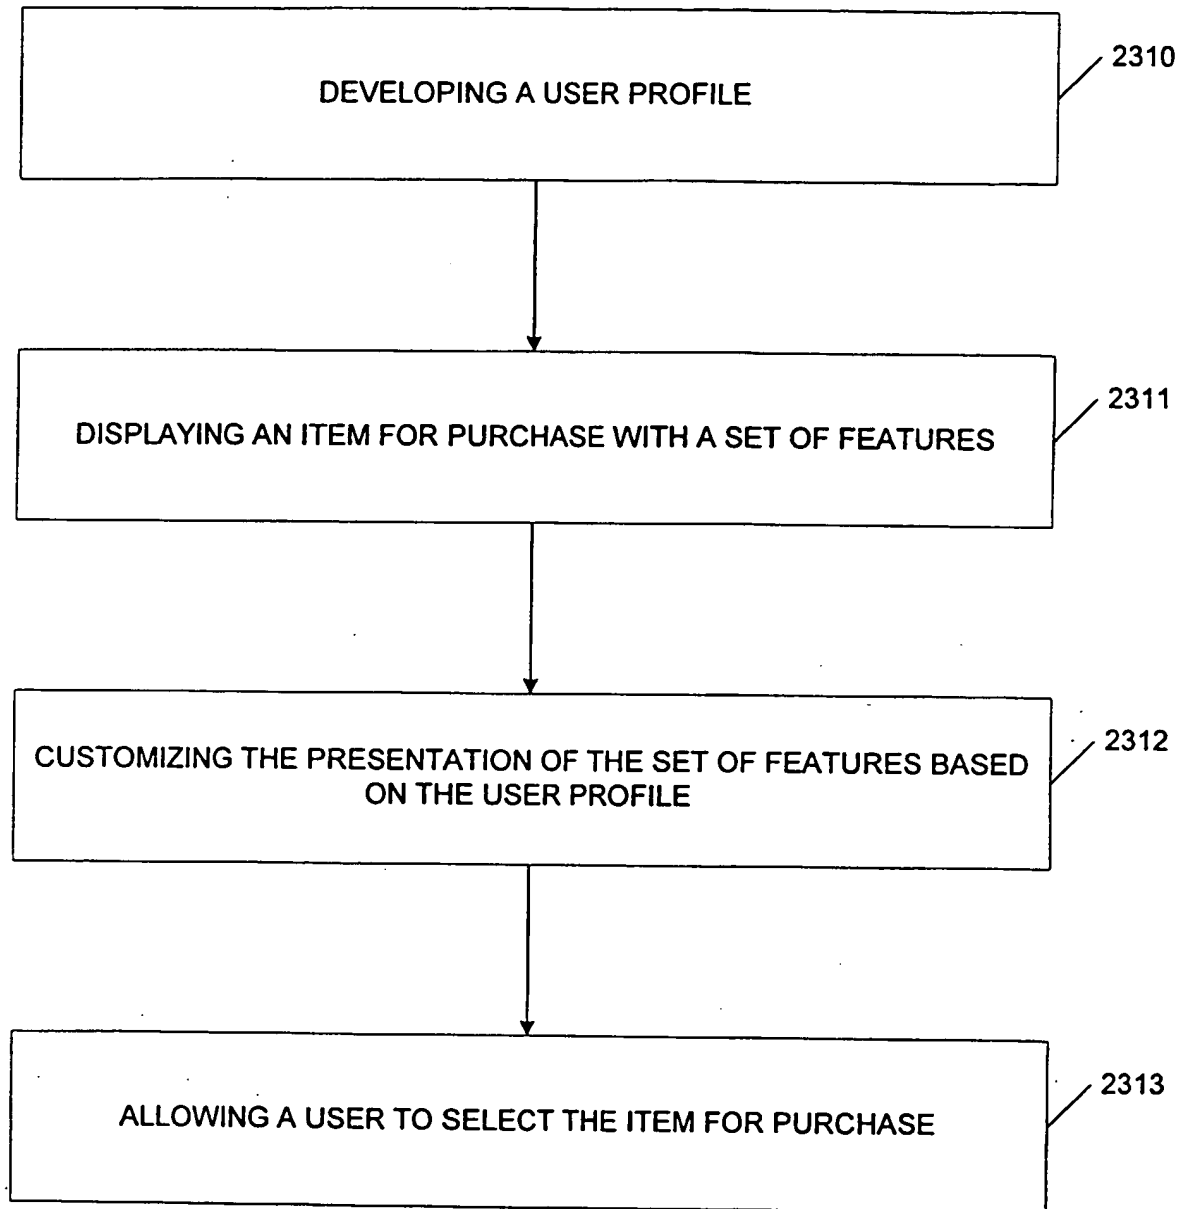 DEVELOPING A USER PROFILE
2310
DISPLAYING AN ITEM FOR PURCHASE WITH A SET OF FEATURES
2311
CUSTOMIZING THE PRESENTATION OF THE SET OF FEATURES BASED
ON THE USER PROFILE
2312
ALLOWING A USER TO SELECT THE ITEM FOR PURCHASE
2313